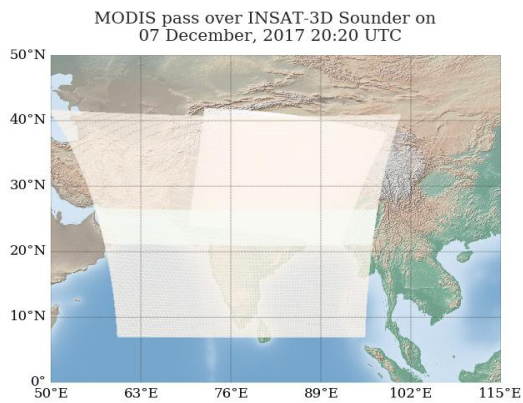 MODIS pass over INSAT-3D Sounder on
07 December, 2017 20:20 UTC
50°N
40°N
30°N
20°N
10°N
0°
50°E 63°E 76°E 89°E 102°E 115°E